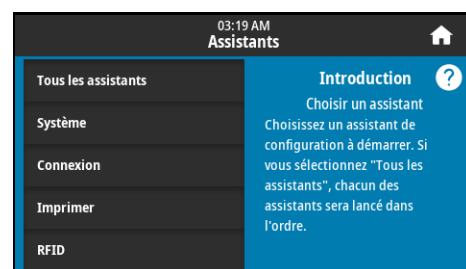 03:19 AM
Assistants
Tous les assistants
Système
Connexion
Imprimer
RFID
Introduction
?
Choisir un assistant
Choisissez un assistant de
configuration à démarrer. Si
vous sélectionnez "Tous les
assistants", chacun des
assistants sera lancé dans
l'ordre.